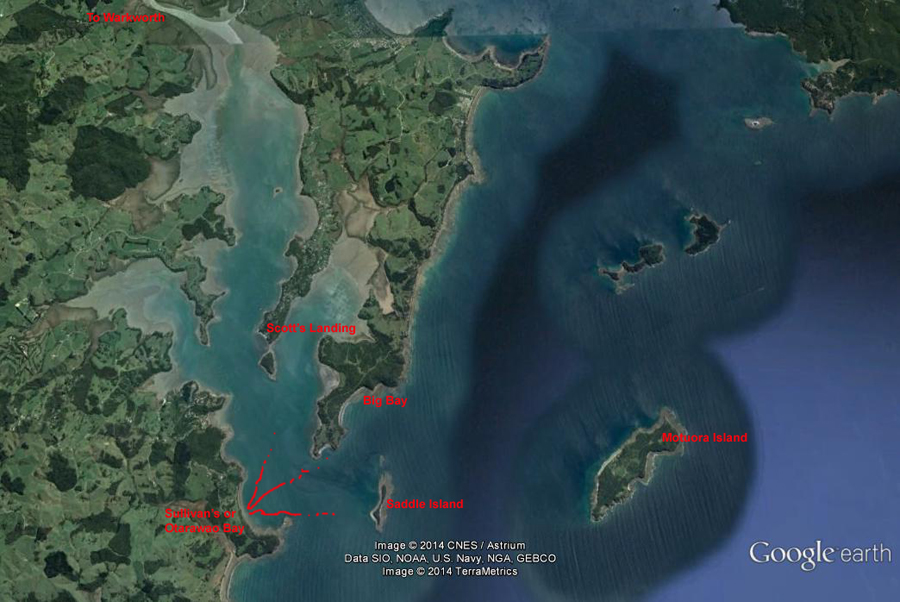 To Warkworth
Scott's Landing
Big Bay
Motuora Island
Saddle Island
Sullivan's or
Otarawao Bay
Image © 2014 CNES / Astrium
Data SIO, NOAA, U.S. Navy, NGA, GEBCO
Image © 2014 TerraMetrics
Google earth